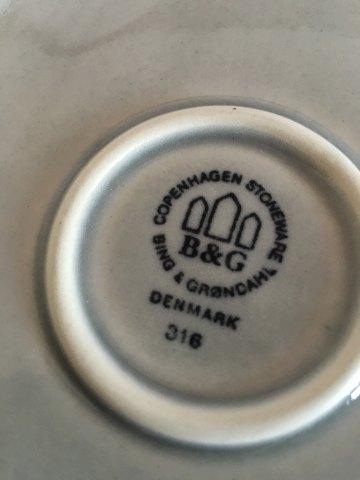 COPENHAGEN STONEWARE
B&G
BING & GRØNDAHL
DENMARK
316